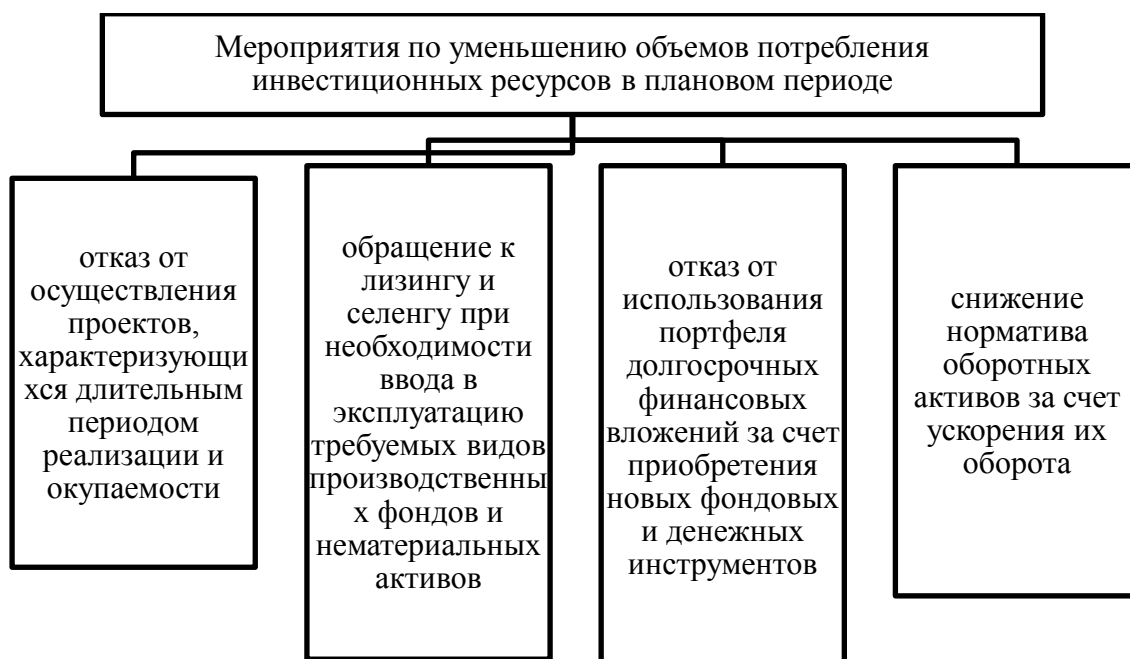 Мероприятия по уменьшению объемов потребления
инвестиционных ресурсов в плановом периоде
отказ от
осуществления
проектов,
характеризующи
хся длительным
периодом
реализации и
окупаемости
обращение к
лизингу и
селенгу при
необходимости
ввода в
эксплуатацию
требуемых видов
производственны
х фондов и
нематериальных
активов
отказ от
использования
портфеля
долгосрочных
финансовых
вложений за счет
приобретения
новых фондовых
и денежных
инструментов
снижение
норматива
оборотных
активов за счет
ускорения их
оборота